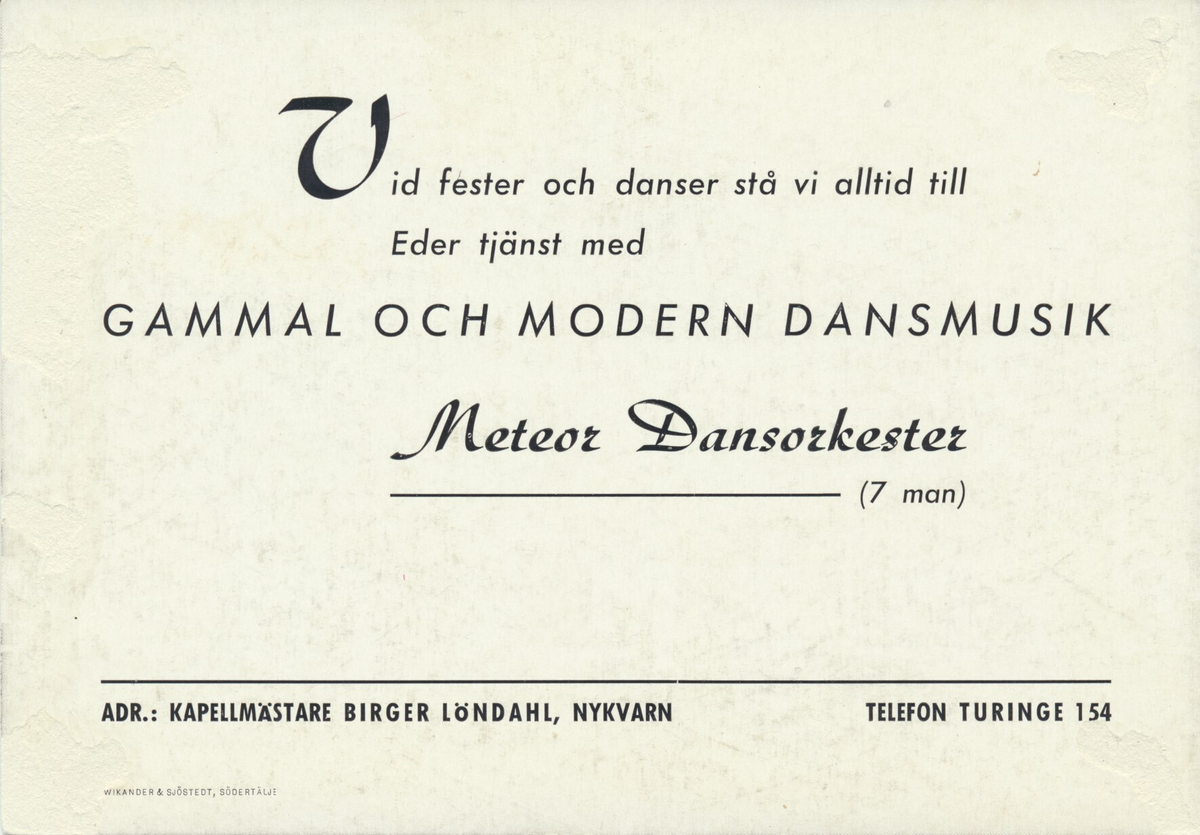 Vid fester och danser stå vi alltid till
Eder tjänst med
GAMMAL OCH MODERN DANSMUSIK
Meteor Dansorkester
(7 man)
ADR.: KAPELLMÄSTARE BIRGER LÖNDAHL, NYKVARN TELEFON TURINGE 154
WIKANDER & SJÖSTEDT, SÖDERTÄLJE